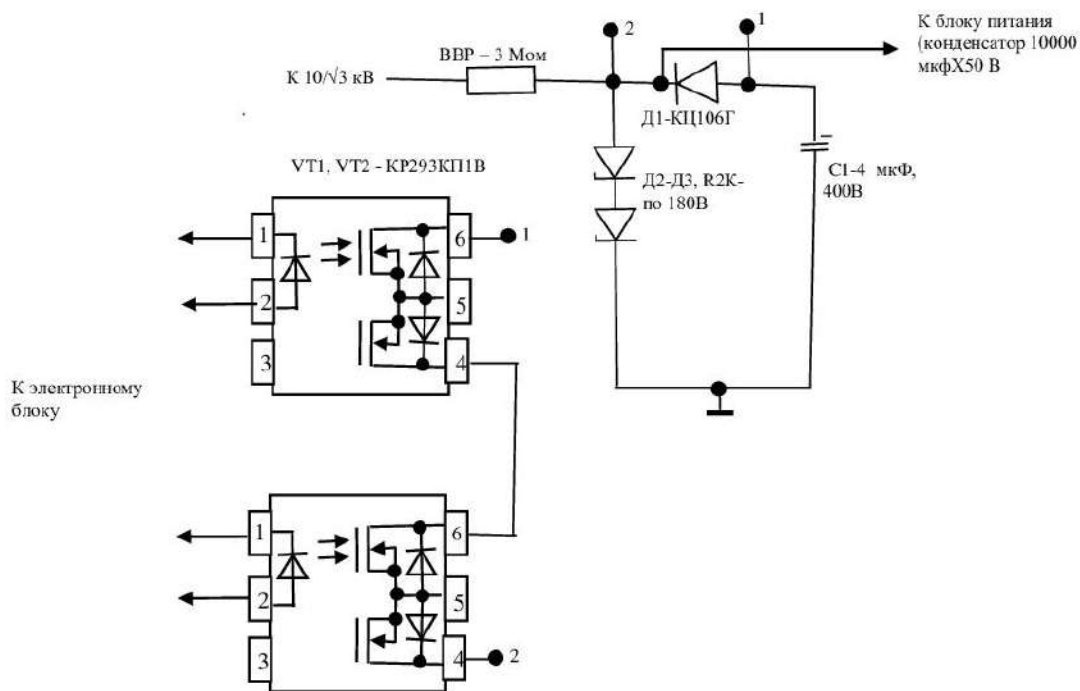 2
1
К блоку питания
(конденсатор 10000
мкфХ50 В
ВВР – 3 Мом
К 10/√3 кВ
Д1-КЦ106Г
С1-4 мкФ,
400В
Д2-Д3, R2К-
по 180В
VT1, VT2 - КР293КП1В
1
6
1
2
5
3
4
К электронному
блоку
1
6
2
5
3
4
2